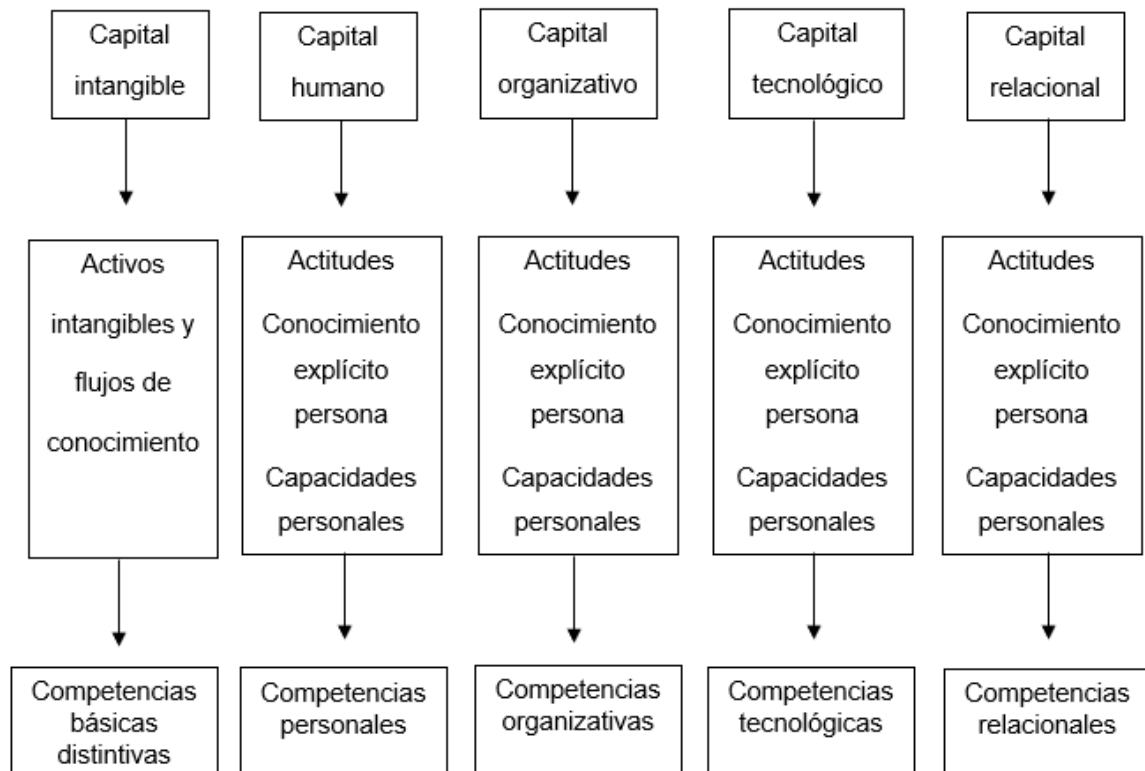 Capital
intangible
Capital
humano
Capital
organizativo
Capital
tecnológico
Capital
relacional
Activos
intangibles y
flujos de
conocimiento
Actitudes
Conocimiento
explícito
persona
Capacidades
personales
Actitudes
Conocimiento
explícito
persona
Capacidades
personales
Actitudes
Conocimiento
explícito
persona
Capacidades
personales
Actitudes
Conocimiento
explícito
persona
Capacidades
personales
Competencias
básicas
distintivas
Competencias
personales
Competencias
organizativas
Competencias
tecnológicas
Competencias
relacionales